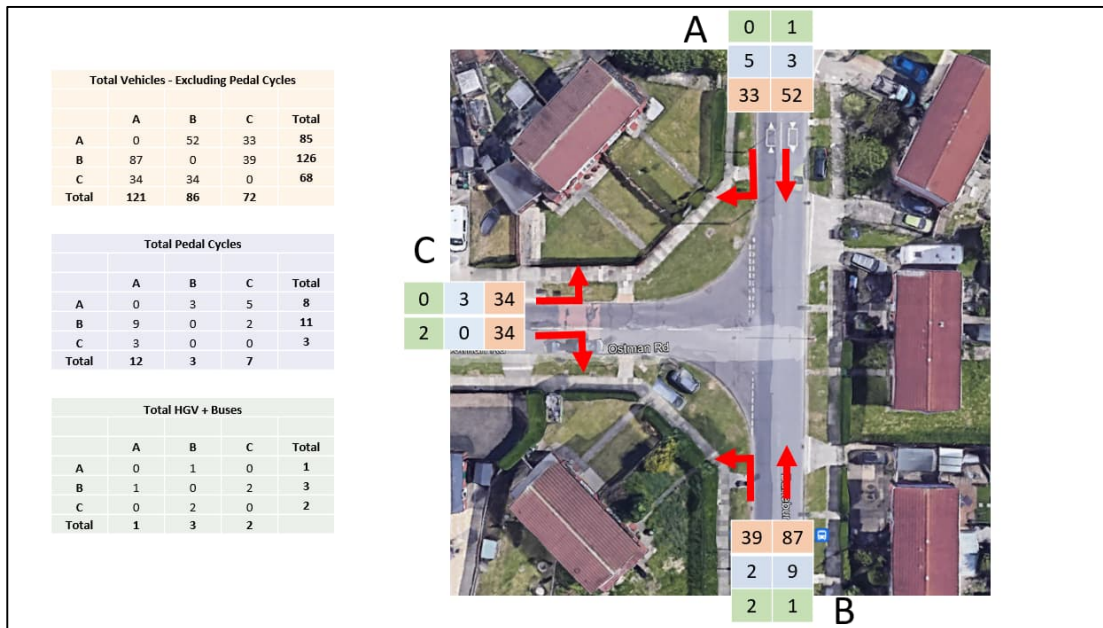 Total Vehicles - Excluding Pedal Cycles
A B C Total
A 0 52 33 85
B 87 0 39 126
C 34 34 0 68
Total 121 86 72
Total Pedal Cycles
A B C Total
A 0 3 5 8
B 9 0 2 11
C 3 0 0 3
Total 12 3 7
Total HGV + Buses
A B C Total
A 0 1 0 1
B 1 0 2 3
C 0 2 0 2
Total 1 3 2
A
0 1
5 3
33 52
C
0 3 34
2 0 34
Ostman Rd
39 87
2 9
2 1
B